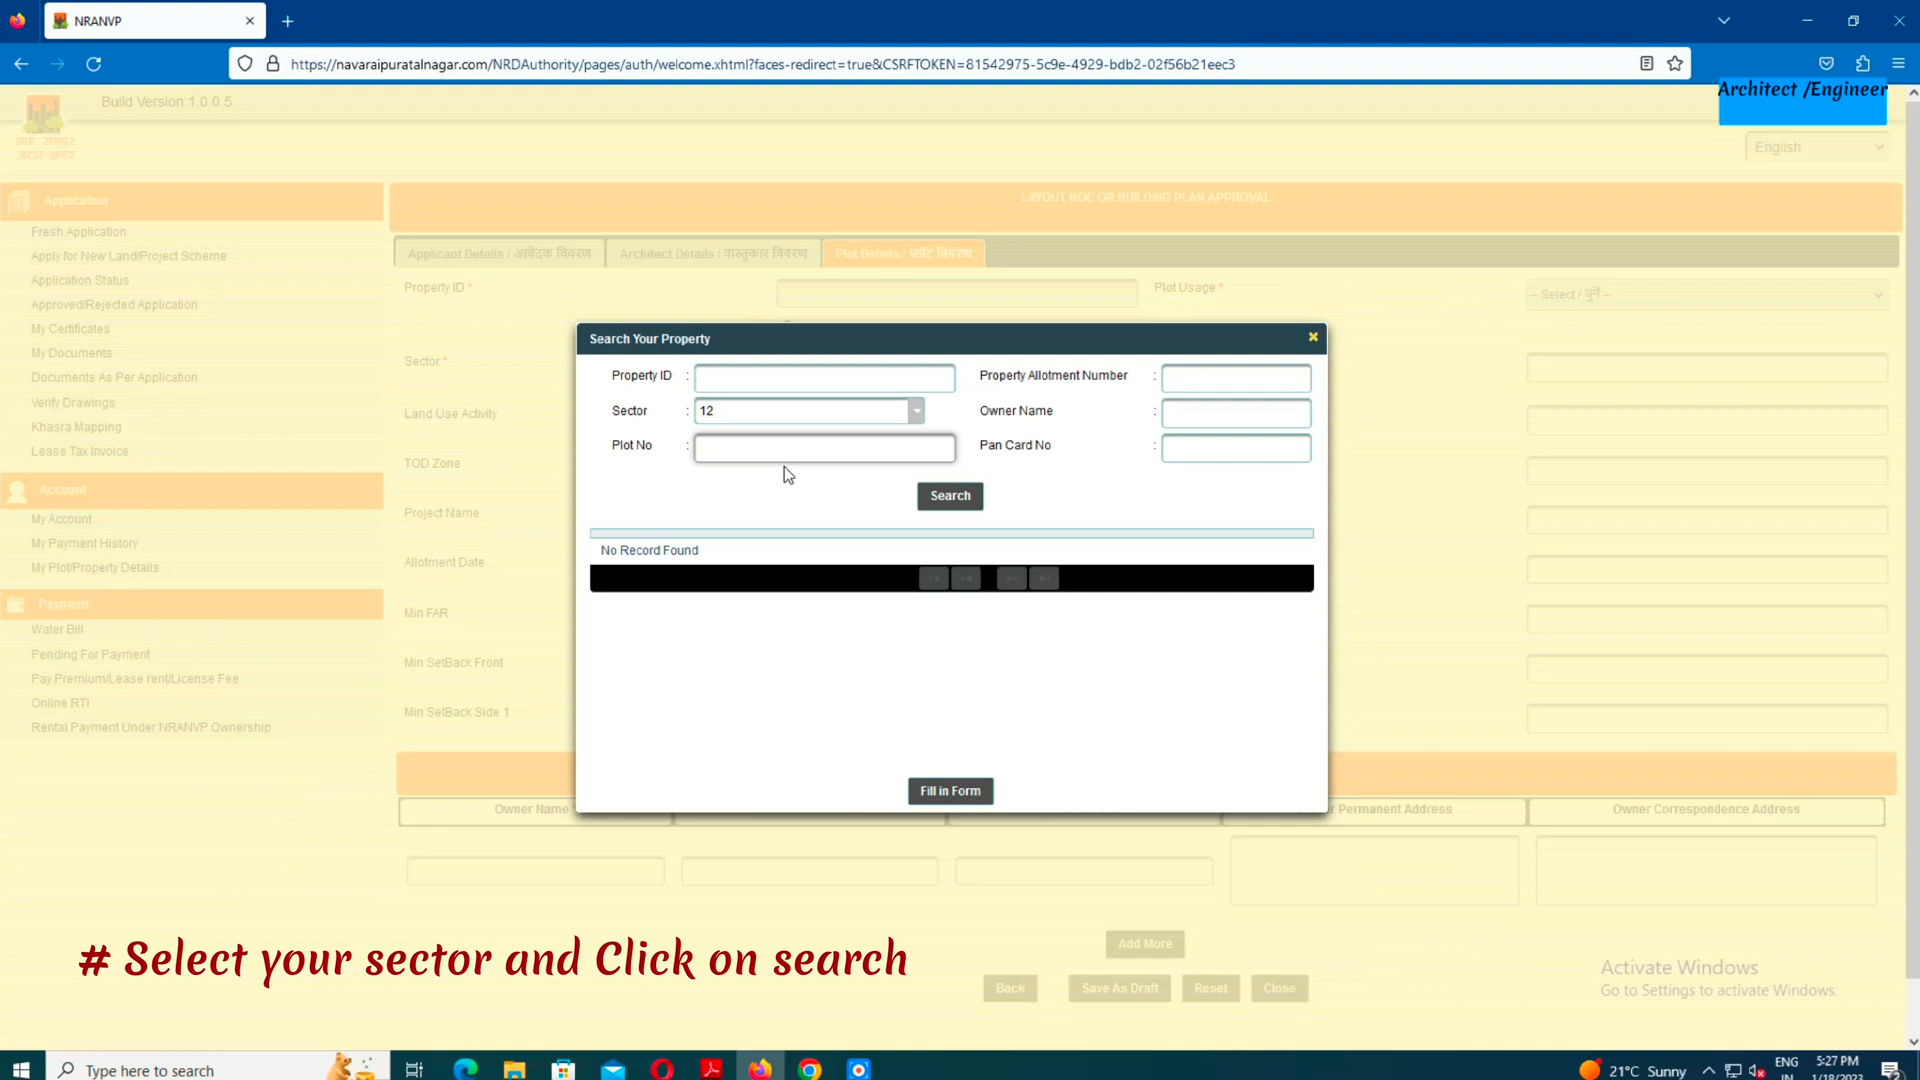 NRANVP
https://navaraipuratalnagar.com/NRDAuthority/pages/auth/welcome.xhtml?faces-redirect=true&CSRFTOKEN=81542975-5c9e-4929-bdb2-02f56b21eec3
Architect /Engineer
Build Version:1.0.0.5
नवा रायपुर
अटल नगर
English
Application
LAYOUT NOC OR BUILDING PLAN APPROVAL
Fresh Application
Apply for New Land/Project Scheme
Application Status
Approved/Rejected Application
My Certificates
My Documents
Documents As Per Application
Verify Drawings
Khasra Mapping
Lease Tax Invoice
Account
My Account
My Payment History
My Plot/Property Details
Payment
Water Bill
Pending For Payment
Pay Premium/Lease rent/License Fee
Online RTI
Rental Payment Under NRANVP Ownership
Applicant Details / आवेदक विवरण
Architect Details / वास्तुकार विवरण
Plot Details / प्लॉट विवरण
Property ID *
Plot Usage *
-- Select / चुनें --
Sector *
Land Use Activity
TOD Zone
Project Name
Allotment Date
Min FAR
Min SetBack Front
Min SetBack Side 1
Search Your Property
Property ID :
Property Allotment Number :
Sector : 12
Owner Name :
Plot No :
Pan Card No :
Search
No Record Found
Fill in Form
Owner Name
Permanent Address
Owner Correspondence Address
Add More
Back
Save As Draft
Reset
Close
# Select your sector and Click on search
Activate Windows
Go to Settings to activate Windows.
Type here to search
21°C Sunny
ENG
IN
5:27 PM
1/18/2023
2